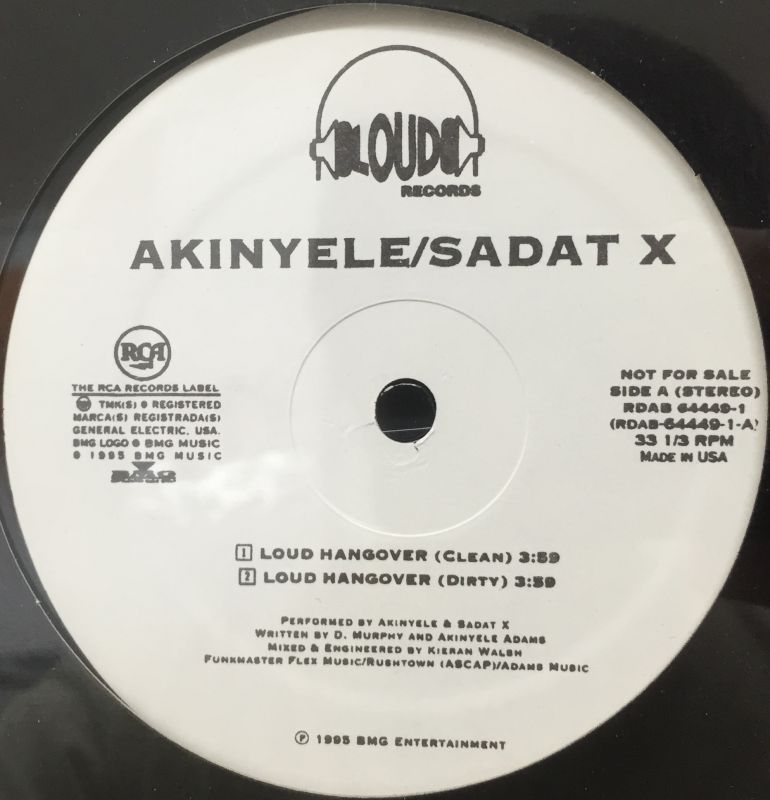 LOUD
RECORDS
AKINYELE/SADAT X
RCA
THE RCA RECORDS LABEL
TMK(S) ® REGISTERED
MARCA(S) REGISTRADA(S)
GENERAL ELECTRIC, USA.
BMG LOGO ® BMG MUSIC
© 1995 BMG MUSIC
BMG
NOT FOR SALE
SIDE A (STEREO)
RDAB 64449-1
(RDAB-64449-1-A)
33 1/3 RPM
MADE IN USA
1 LOUD HANGOVER (CLEAN) 3:59
2 LOUD HANGOVER (DIRTY) 3:59
PERFORMED BY AKINYELE & SADAT X
WRITTEN BY D. MURPHY AND AKINYELE ADAMS
MIXED & ENGINEERED BY KIERAN WALSH
FUNKMASTER FLEX MUSIC/RUSHTOWN (ASCAP)/ADAMS MUSIC
℗ 1995 BMG ENTERTAINMENT